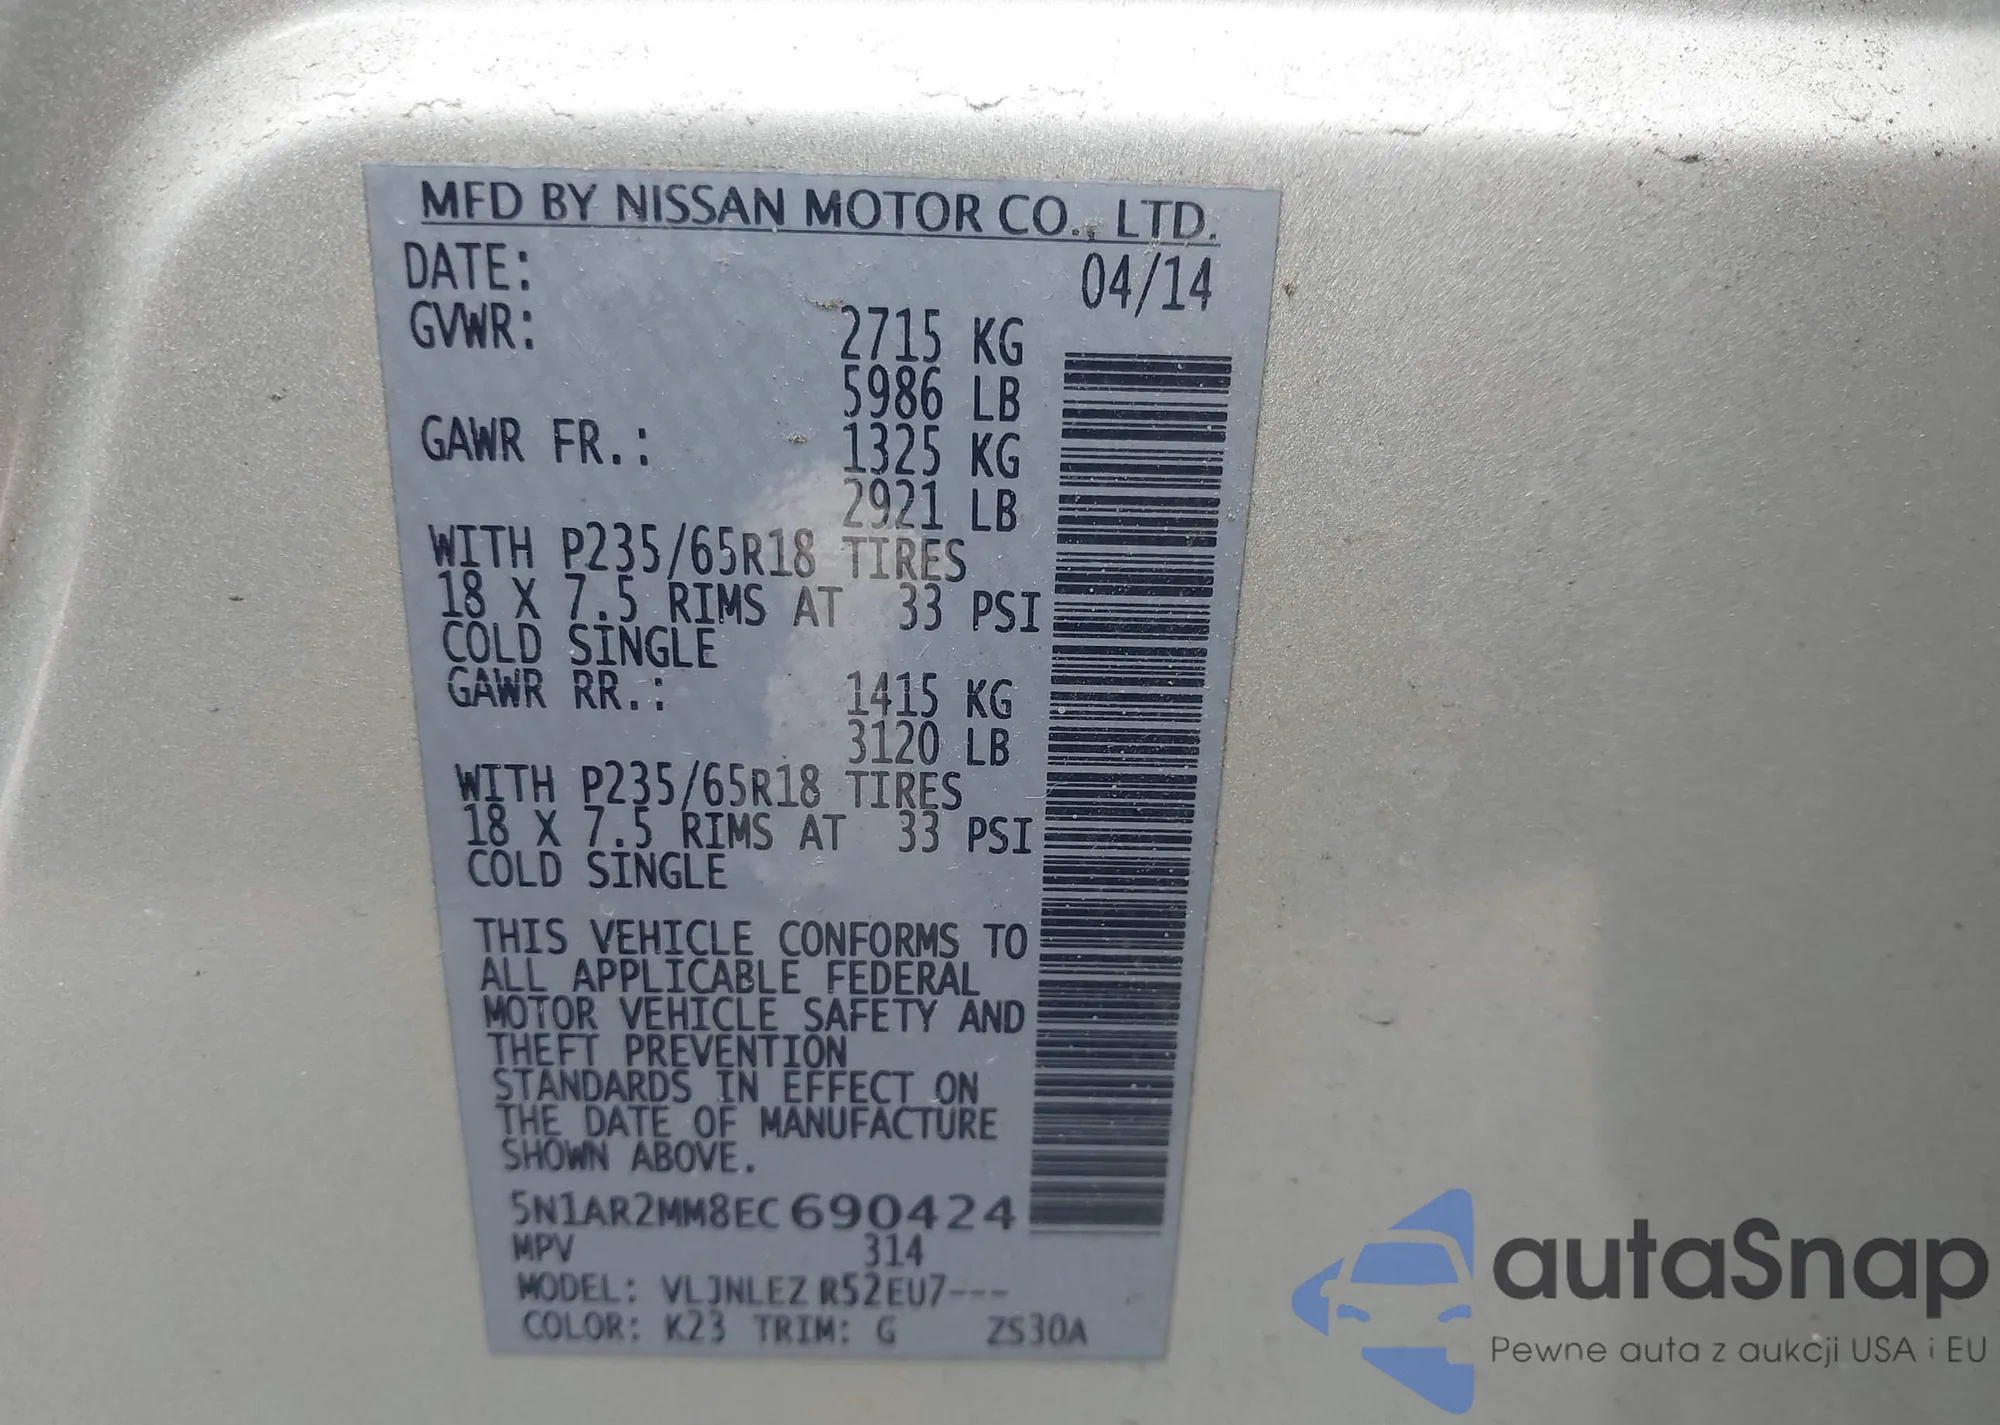 MFD BY NISSAN MOTOR CO., LTD.
DATE: 04/14
GVWR: 2715 KG
5986 LB
GAWR FR.: 1325 KG
2921 LB
WITH P235/65R18 TIRES
18 X 7.5 RIMS AT 33 PSI
COLD SINGLE
GAWR RR.: 1415 KG
3120 LB
WITH P235/65R18 TIRES
18 X 7.5 RIMS AT 33 PSI
COLD SINGLE
THIS VEHICLE CONFORMS TO
ALL APPLICABLE FEDERAL
MOTOR VEHICLE SAFETY AND
THEFT PREVENTION
STANDARDS IN EFFECT ON
THE DATE OF MANUFACTURE
SHOWN ABOVE.
5N1AR2MM8EC690424
MPV 314
MODEL: VLJNLEZ R52EU7---
COLOR: K23 TRIM: G ZS30A
autaSnap
Pewne auta z aukcji USA i EU